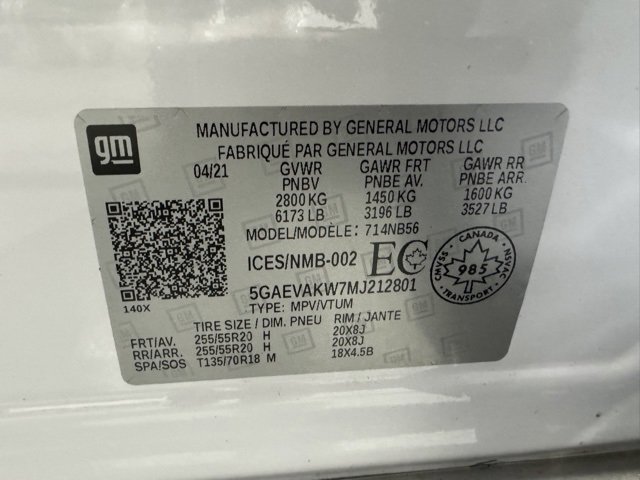 gm
MANUFACTURED BY GENERAL MOTORS LLC
FABRIQUÉ PAR GENERAL MOTORS LLC
04/21 GVWR GAWR FRT GAWR RR
PNBV PNBE AV. PNBE ARR.
2800 KG 1450 KG 1600 KG
6173 LB 3196 LB 3527 LB
MODEL/MODÈLE: 714NB56
ICES/NMB-002 EC
CANADA
CMVSS 985 NSVAC
TRANSPORT
5GAEVAKW7MJ212801
140X
TYPE: MPV/VTUM
TIRE SIZE / DIM. PNEU RIM / JANTE
FRT/AV. 255/55R20 H 20X8J
RR/ARR. 255/55R20 H 20X8J
SPA/SOS T135/70R18 M 18X4.5B